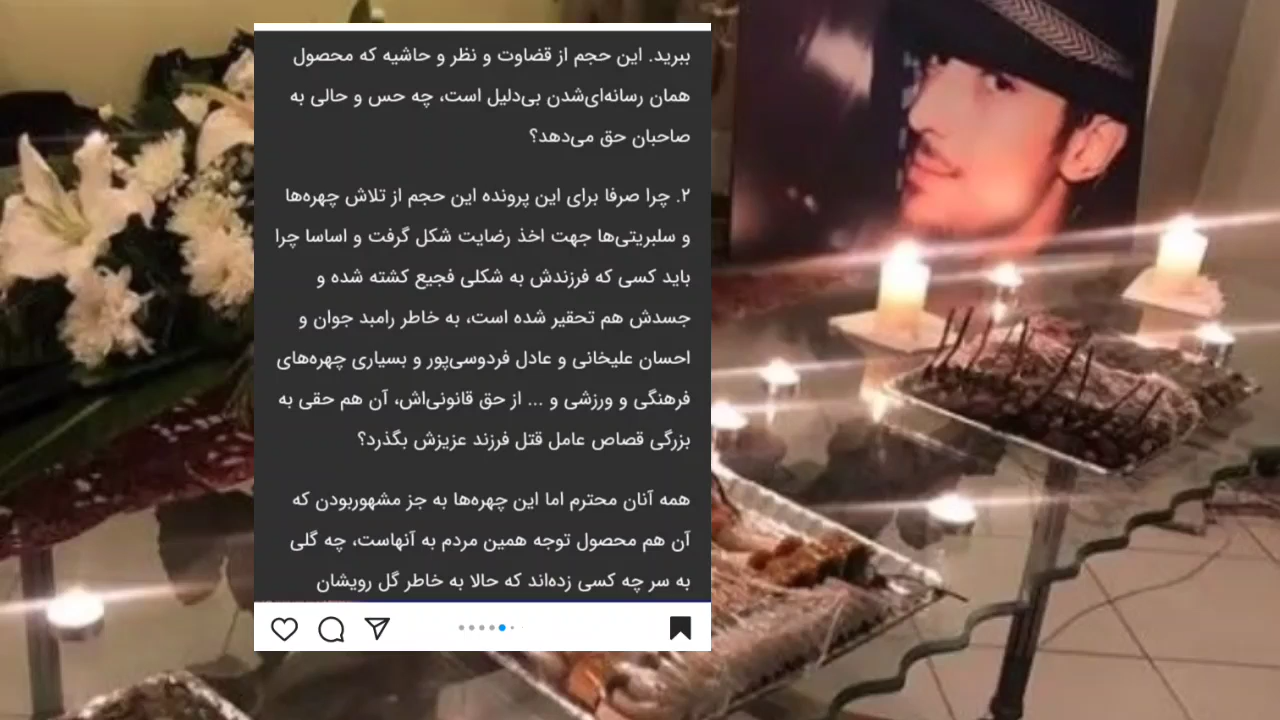 ببرید. این حجم از قضاوت و نظر و حاشیه که محصول
همان رسانه‌ای‌شدن بی‌دلیل است، چه حس و حالی به
صاحبان حق می‌دهد؟
۲. چرا صرفا برای این پرونده این حجم از تلاش چهره‌ها
و سلبریتی‌ها جهت اخذ رضایت شکل گرفت و اساسا چرا
باید کسی که فرزندش به شکلی فجیع کشته شده و
جسدش هم تحقیر شده است، به خاطر رامبد جوان و
احسان علیخانی و عادل فردوسی‌پور و بسیاری چهره‌های
فرهنگی و ورزشی و ... از حق قانونی‌اش، آن هم حقی به
بزرگی قصاص عامل قتل فرزند عزیزش بگذرد؟
همه آنان محترم اما این چهره‌ها به جز مشهوربودن که
آن هم محصول توجه همین مردم به آنهاست، چه گلی
به سر چه کسی زده‌اند که حالا به خاطر گل رویشان